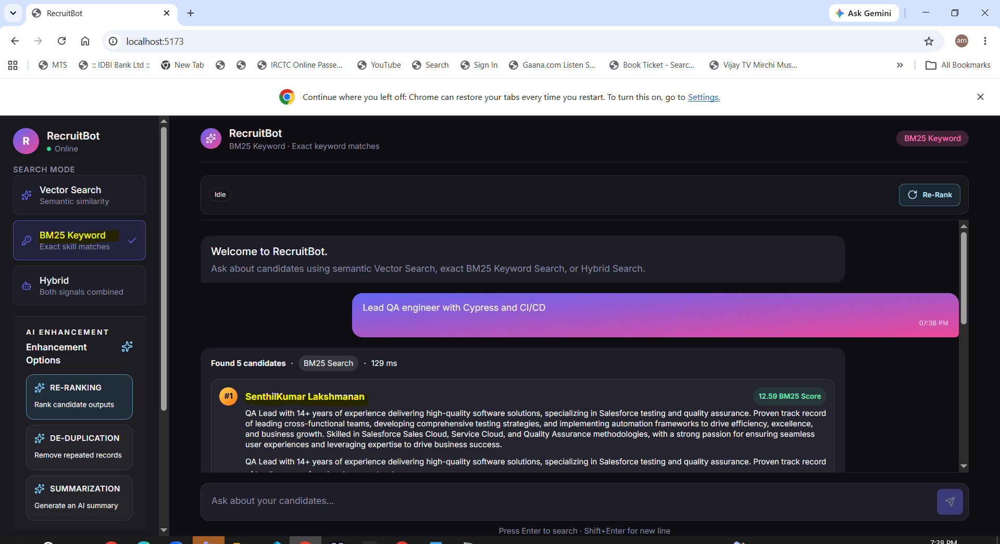 RecruitBot
Ask Gemini
localhost:5173
am
MTS
:: IDBI Bank Ltd ::
New Tab
IRCTC Online Passe...
YouTube
Search
Sign In
Gaana.com Listen S...
Book Ticket - Searc...
Vijay TV Mirchi Mus...
All Bookmarks
Continue where you left off: Chrome can restore your tabs every time you restart. To turn this on, go to Settings.
R
RecruitBot
Online
SEARCH MODE
Vector Search
Semantic similarity
BM25 Keyword
Exact skill matches
Hybrid
Both signals combined
AI ENHANCEMENT
Enhancement
Options
RE-RANKING
Rank candidate outputs
DE-DUPLICATION
Remove repeated records
SUMMARIZATION
Generate an AI summary
RecruitBot
BM25 Keyword · Exact keyword matches
BM25 Keyword
Idle
Re-Rank
Welcome to RecruitBot.
Ask about candidates using semantic Vector Search, exact BM25 Keyword Search, or Hybrid Search.
Lead QA engineer with Cypress and CI/CD
07:38 PM
Found 5 candidates · BM25 Search · 129 ms
#1
SenthilKumar Lakshmanan
12.59 BM25 Score
QA Lead with 14+ years of experience delivering high-quality software solutions, specializing in Salesforce testing and quality assurance. Proven track record
of leading cross-functional teams, developing comprehensive testing strategies, and implementing automation frameworks to drive efficiency, excellence,
and business growth. Skilled in Salesforce Sales Cloud, Service Cloud, and Quality Assurance methodologies, with a strong passion for ensuring seamless
user experiences and leveraging expertise to drive business success.
QA Lead with 14+ years of experience delivering high-quality software solutions, specializing in Salesforce testing and quality assurance. Proven track record
Ask about your candidates...
Press Enter to search · Shift+Enter for new line
7:38 PM